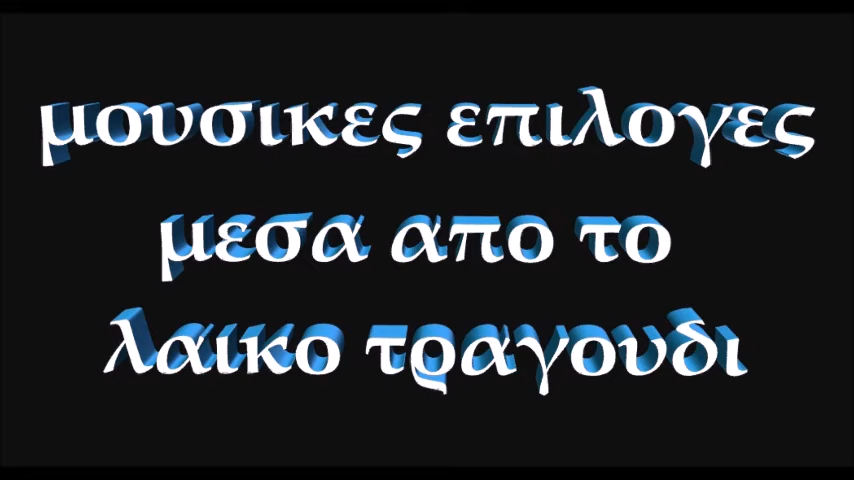 μουσικες επιλογες
μεσα απο το
λαικο τραγουδι